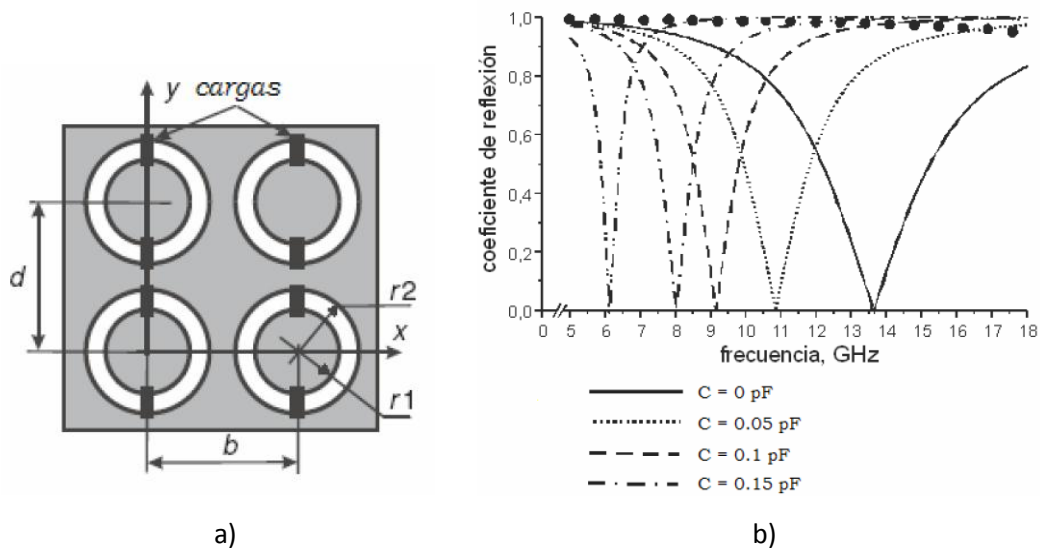 y cargas
d
r2
x
r1
b
a)
coeficiente de reflexión
1,0
0,8
0,6
0,4
0,2
0,0
0 5 6 7 8 9 10 11 12 13 14 15 16 17 18
frecuencia, GHz
C = 0 pF
C = 0.05 pF
C = 0.1 pF
C = 0.15 pF
b)